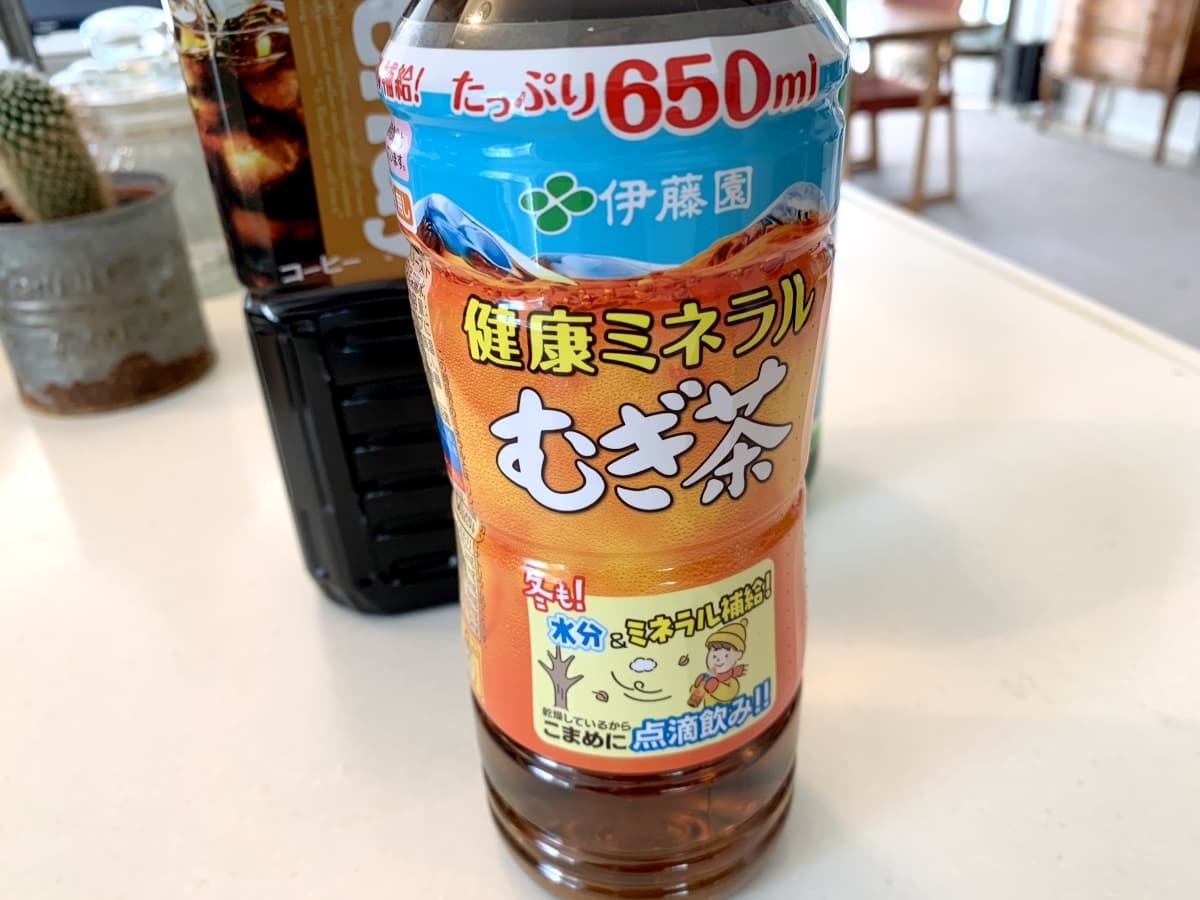 補給！
たっぷり650ml
伊藤園
健康ミネラル
むぎ茶
冬も!
水分&ミネラル補給!
乾燥しているから
こまめに点滴飲み!!
コーヒー